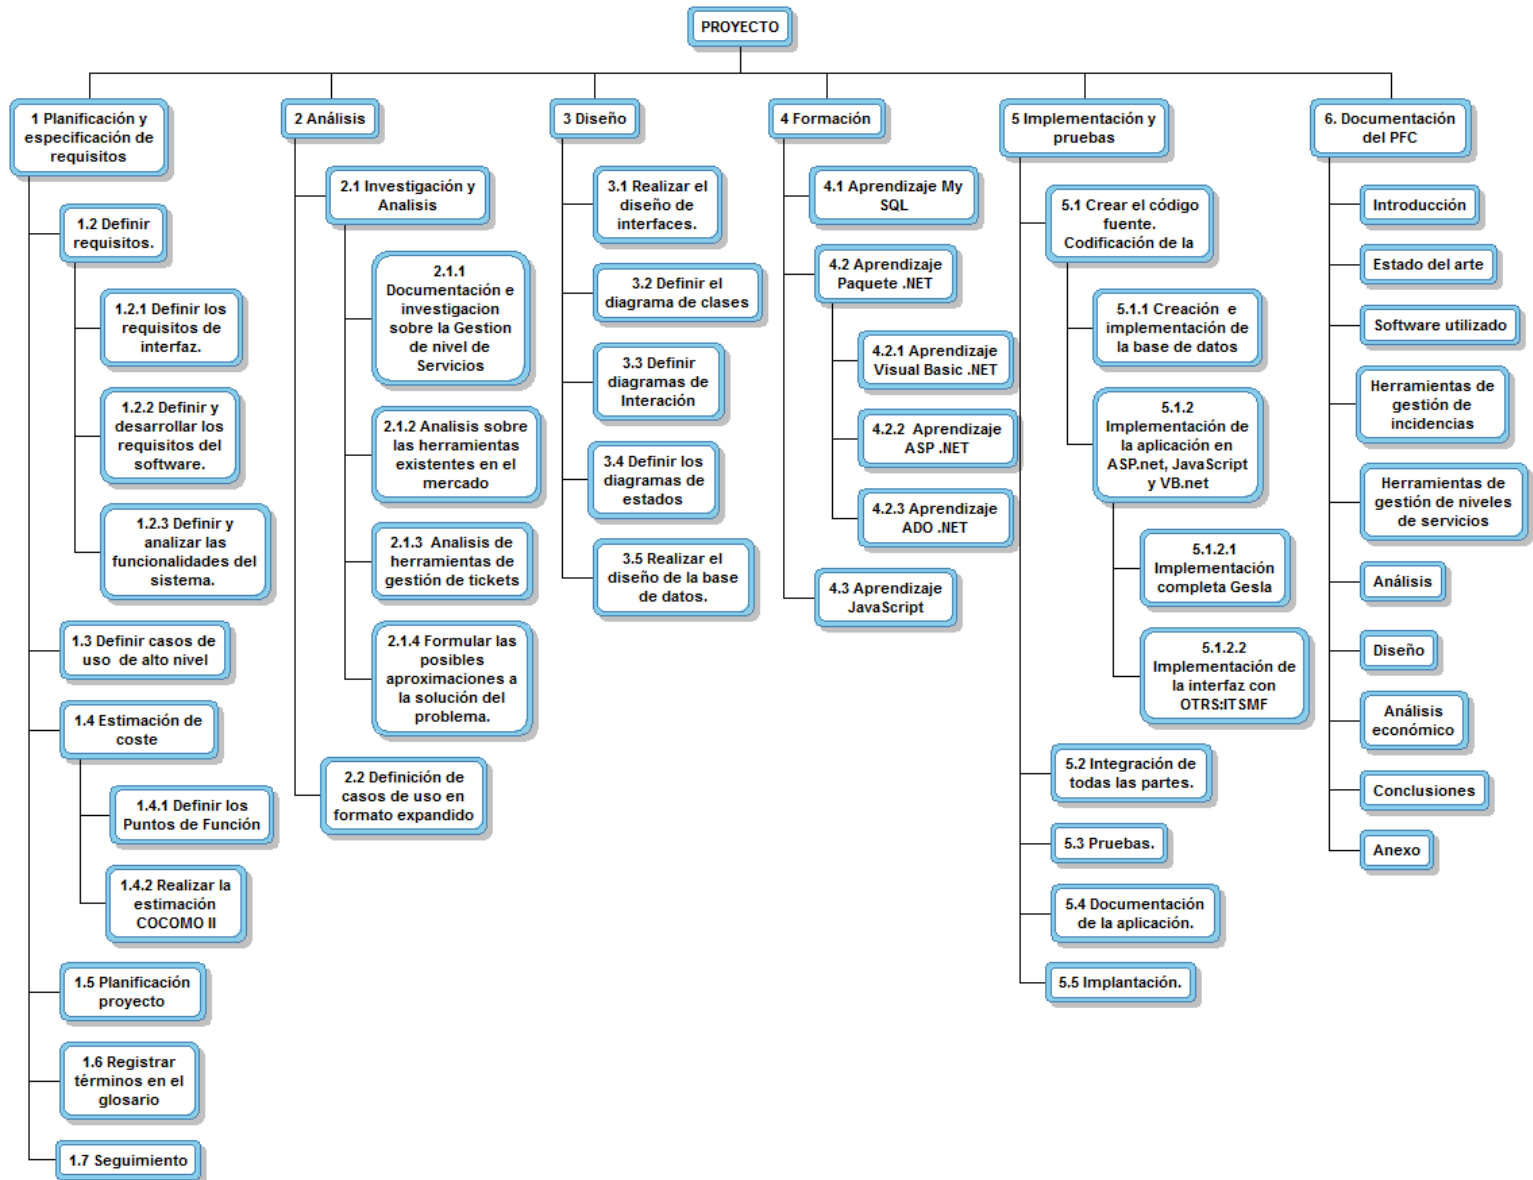 PROYECTO
1 Planificación y
especificación de
requisitos
1.2 Definir
requisitos.
1.2.1 Definir los
requisitos de
interfaz.
1.2.2 Definir y
desarrollar los
requisitos del
software.
1.2.3 Definir y
analizar las
funcionalidades del
sistema.
1.3 Definir casos de
uso de alto nivel
1.4 Estimación de
coste
1.4.1 Definir los
Puntos de Función
1.4.2 Realizar la
estimación
COCOMO II
1.5 Planificación
proyecto
1.6 Registrar
términos en el
glosario
1.7 Seguimiento
2 Análisis
2.1 Investigación y
Analisis
2.1.1
Documentación e
investigacion
sobre la Gestion
de nivel de
Servicios
2.1.2 Analisis sobre
las herramientas
existentes en el
mercado
2.1.3 Analisis de
herramientas de
gestión de tickets
2.1.4 Formular las
posibles
aproximaciones a
la solución del
problema.
2.2 Definición de
casos de uso en
formato expandido
3 Diseño
3.1 Realizar el
diseño de
interfaces.
3.2 Definir el
diagrama de clases
3.3 Definir
diagramas de
Interación
3.4 Definir los
diagramas de
estados
3.5 Realizar el
diseño de la base
de datos.
4 Formación
4.1 Aprendizaje My
SQL
4.2 Aprendizaje
Paquete .NET
4.2.1 Aprendizaje
Visual Basic .NET
4.2.2 Aprendizaje
ASP .NET
4.2.3 Aprendizaje
ADO .NET
4.3 Aprendizaje
JavaScript
5 Implementación y
pruebas
5.1 Crear el código
fuente.
Codificación de la
5.1.1 Creación e
implementación de
la base de datos
5.1.2
Implementación de
la aplicación en
ASP.net, JavaScript
y VB.net
5.1.2.1
Implementación
completa Gesla
5.1.2.2
Implementación de
la interfaz con
OTRS:ITSMF
5.2 Integración de
todas las partes.
5.3 Pruebas.
5.4 Documentación
de la aplicación.
5.5 Implantación.
6. Documentación
del PFC
Introducción
Estado del arte
Software utilizado
Herramientas de
gestión de
incidencias
Herramientas de
gestión de niveles
de servicios
Análisis
Diseño
Análisis
económico
Conclusiones
Anexo